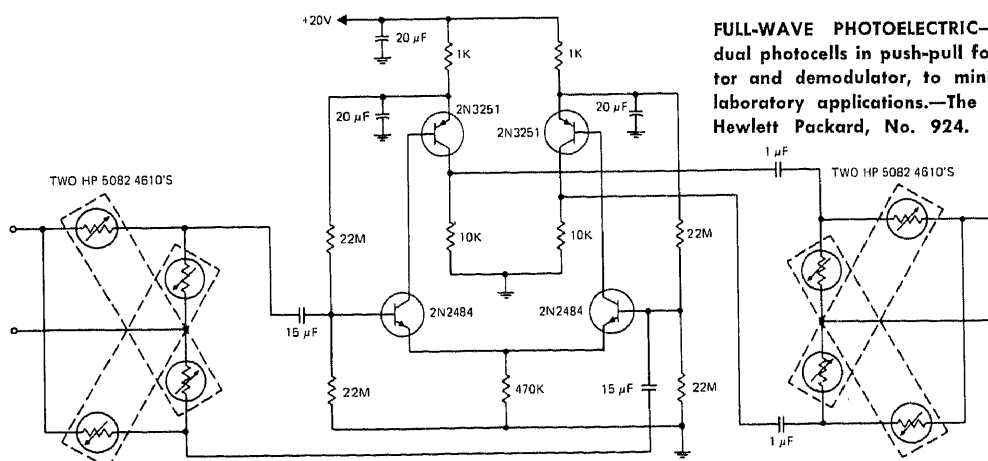 FULL-WAVE PHOTOELECTRIC—
dual photocells in push-pull fo
tor and demodulator, to mini
laboratory applications.—The
Hewlett Packard, No. 924.
+20V
20 µF
1K
1K
20 µF
2N3251
2N3251
20 µF
1 µF
TWO HP 5082 4610'S
TWO HP 5082 4610'S
22M
10K
10K
22M
15 µF
2N2484
2N2484
22M
470K
15 µF
22M
1 µF